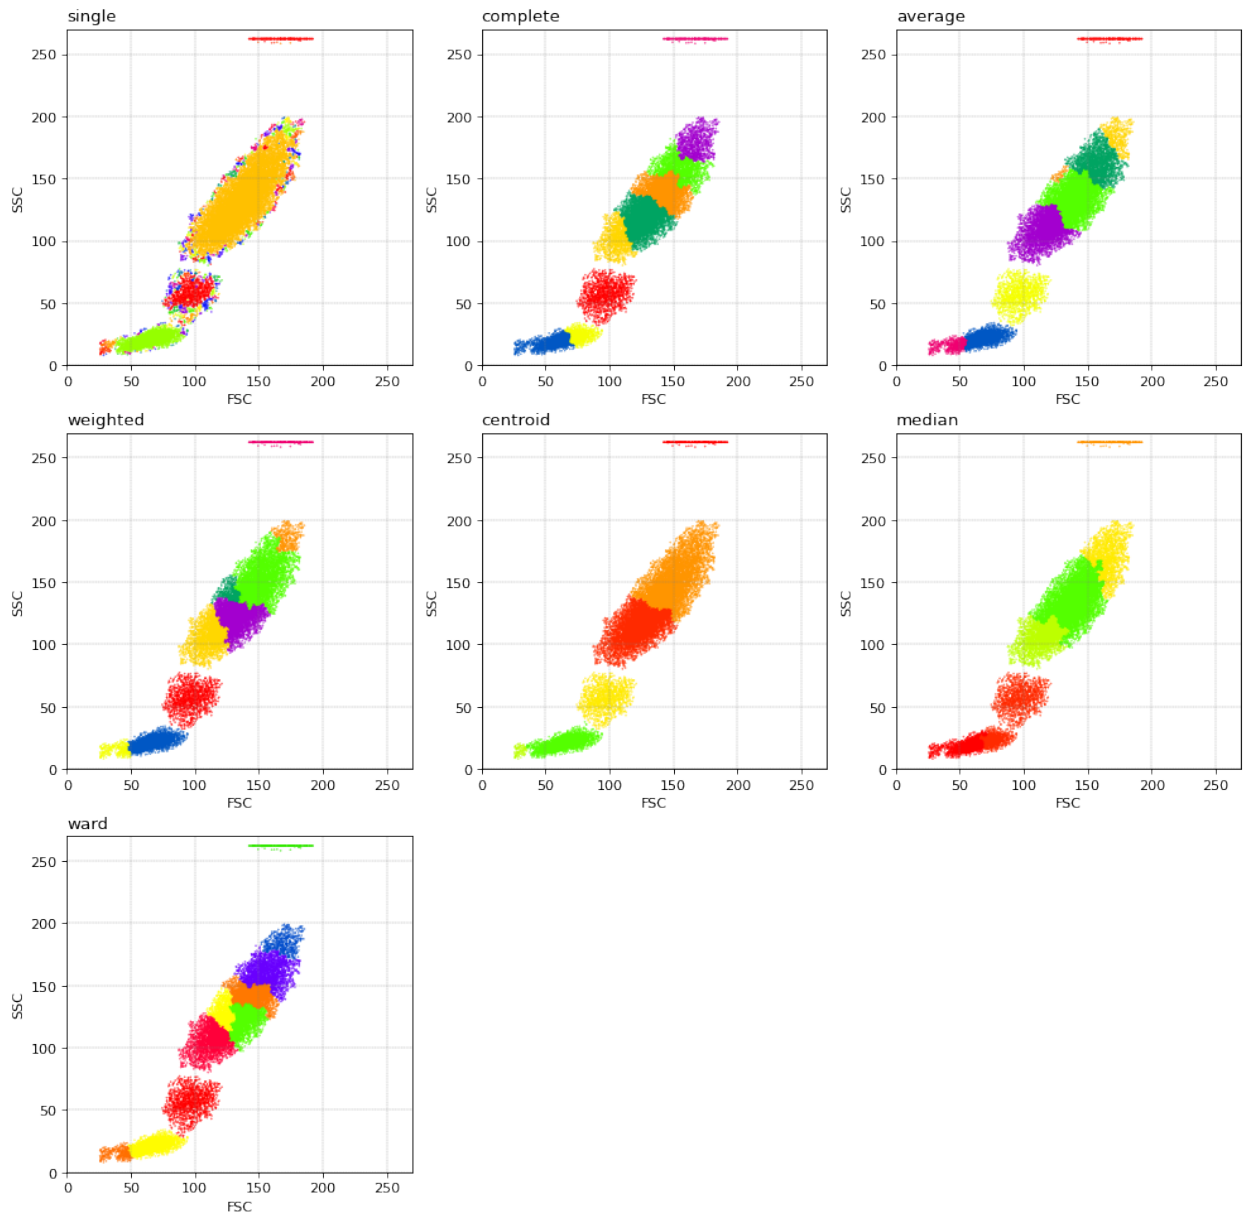 single complete average
250 250 250
200 200 200
SSC 150 SSC 150 SSC 150
100 100 100
50 50 50
0 0 0
0 50 100 150 200 250 0 50 100 150 200 250 0 50 100 150 200 250
FSC FSC FSC
weighted centroid median
250 250 250
200 200 200
SSC 150 SSC 150 SSC 150
100 100 100
50 50 50
0 0 0
0 50 100 150 200 250 0 50 100 150 200 250 0 50 100 150 200 250
FSC FSC FSC
ward
250
200
SSC 150
100
50
0
0 50 100 150 200 250
FSC